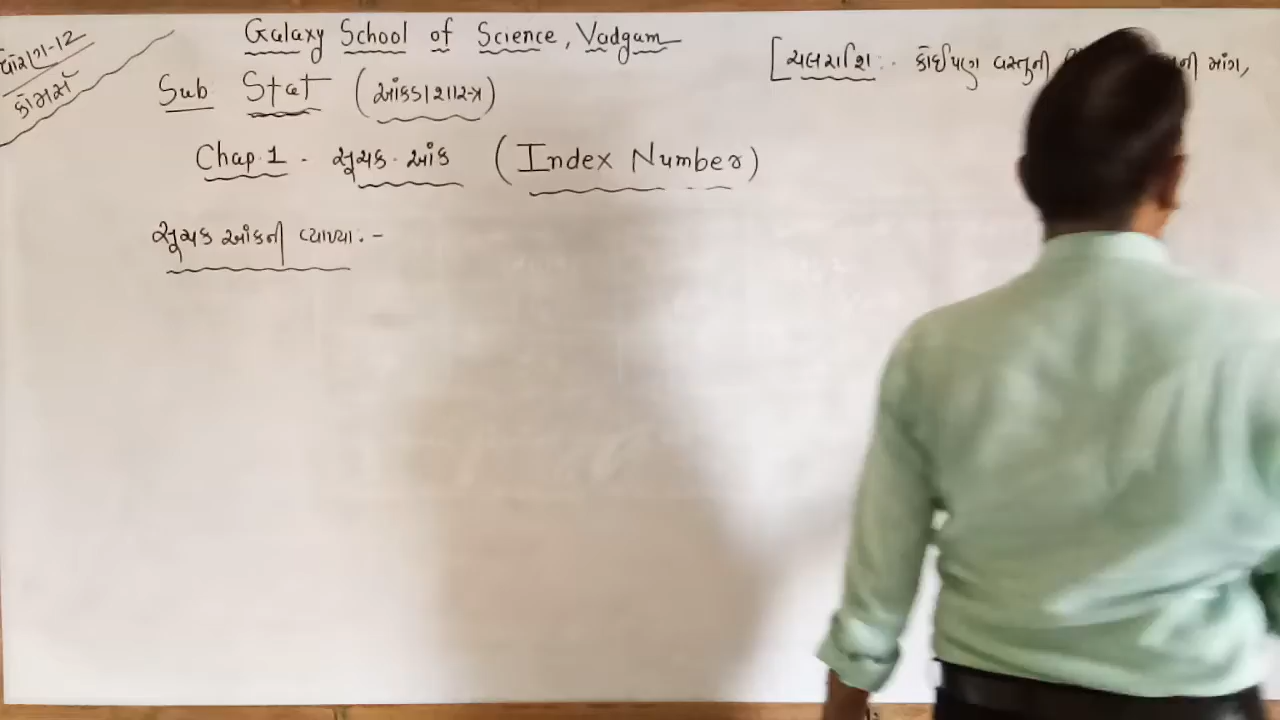 ધોરણ-12
કોમર્સ
Galaxy School of Science, Vadgam
Sub Stat (આંકડાશાસ્ત્ર)
Chap.1 - સૂચક આંક (Index Number)
સૂચક આંકની વ્યાખ્યા:-
[ચલરાશિ:- કોઈપણ વસ્તુની
ની માંગ,